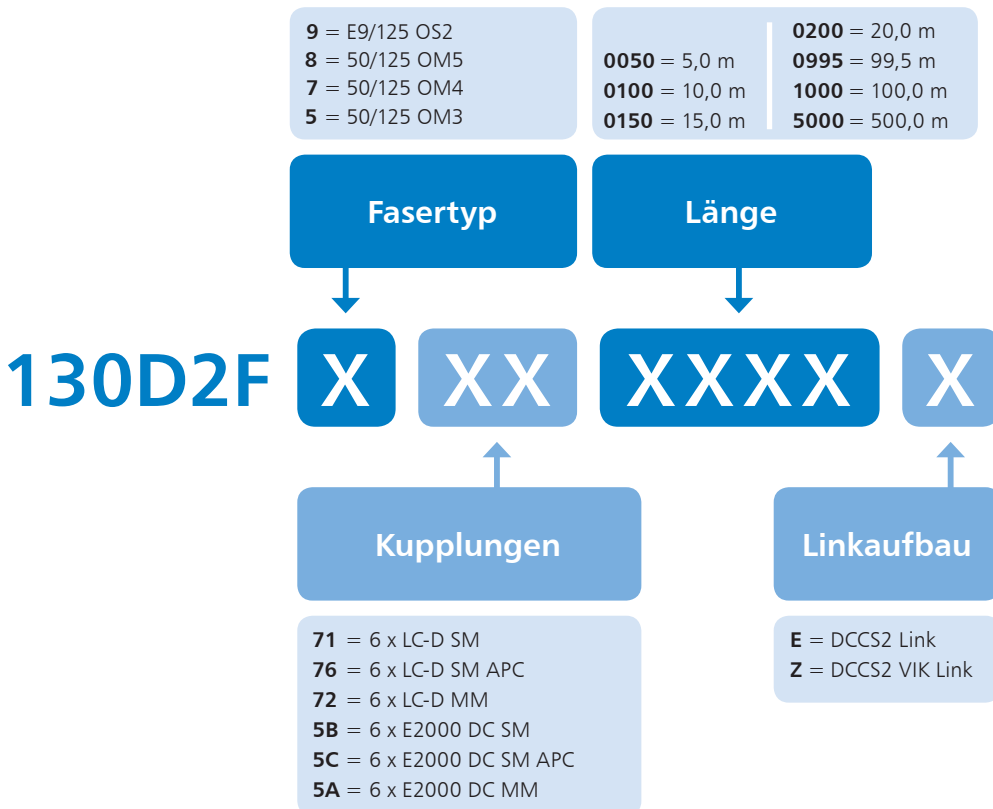 9 = E9/125 OS2
8 = 50/125 OM5
7 = 50/125 OM4
5 = 50/125 OM3
0050 = 5,0 m
0100 = 10,0 m
0150 = 15,0 m
0200 = 20,0 m
0995 = 99,5 m
1000 = 100,0 m
5000 = 500,0 m
Fasertyp
Länge
130D2F X XX XXXX X
Kupplungen
Linkaufbau
71 = 6 x LC-D SM
76 = 6 x LC-D SM APC
72 = 6 x LC-D MM
5B = 6 x E2000 DC SM
5C = 6 x E2000 DC SM APC
5A = 6 x E2000 DC MM
E = DCCS2 Link
Z = DCCS2 VIK Link